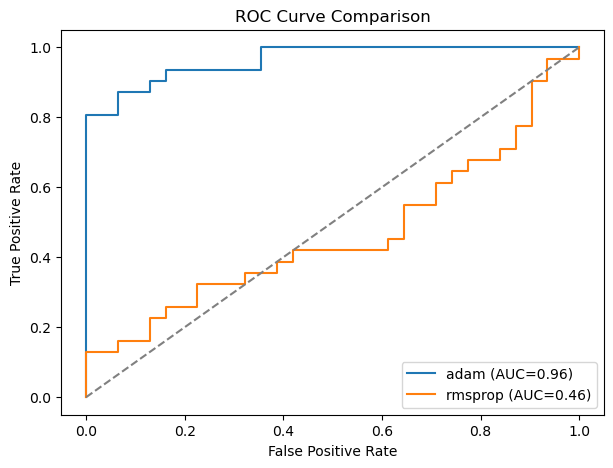 ROC Curve Comparison
True Positive Rate
1.0
0.8
0.6
0.4
0.2
0.0
adam (AUC=0.96)
rmsprop (AUC=0.46)
0.0 0.2 0.4 0.6 0.8 1.0
False Positive Rate